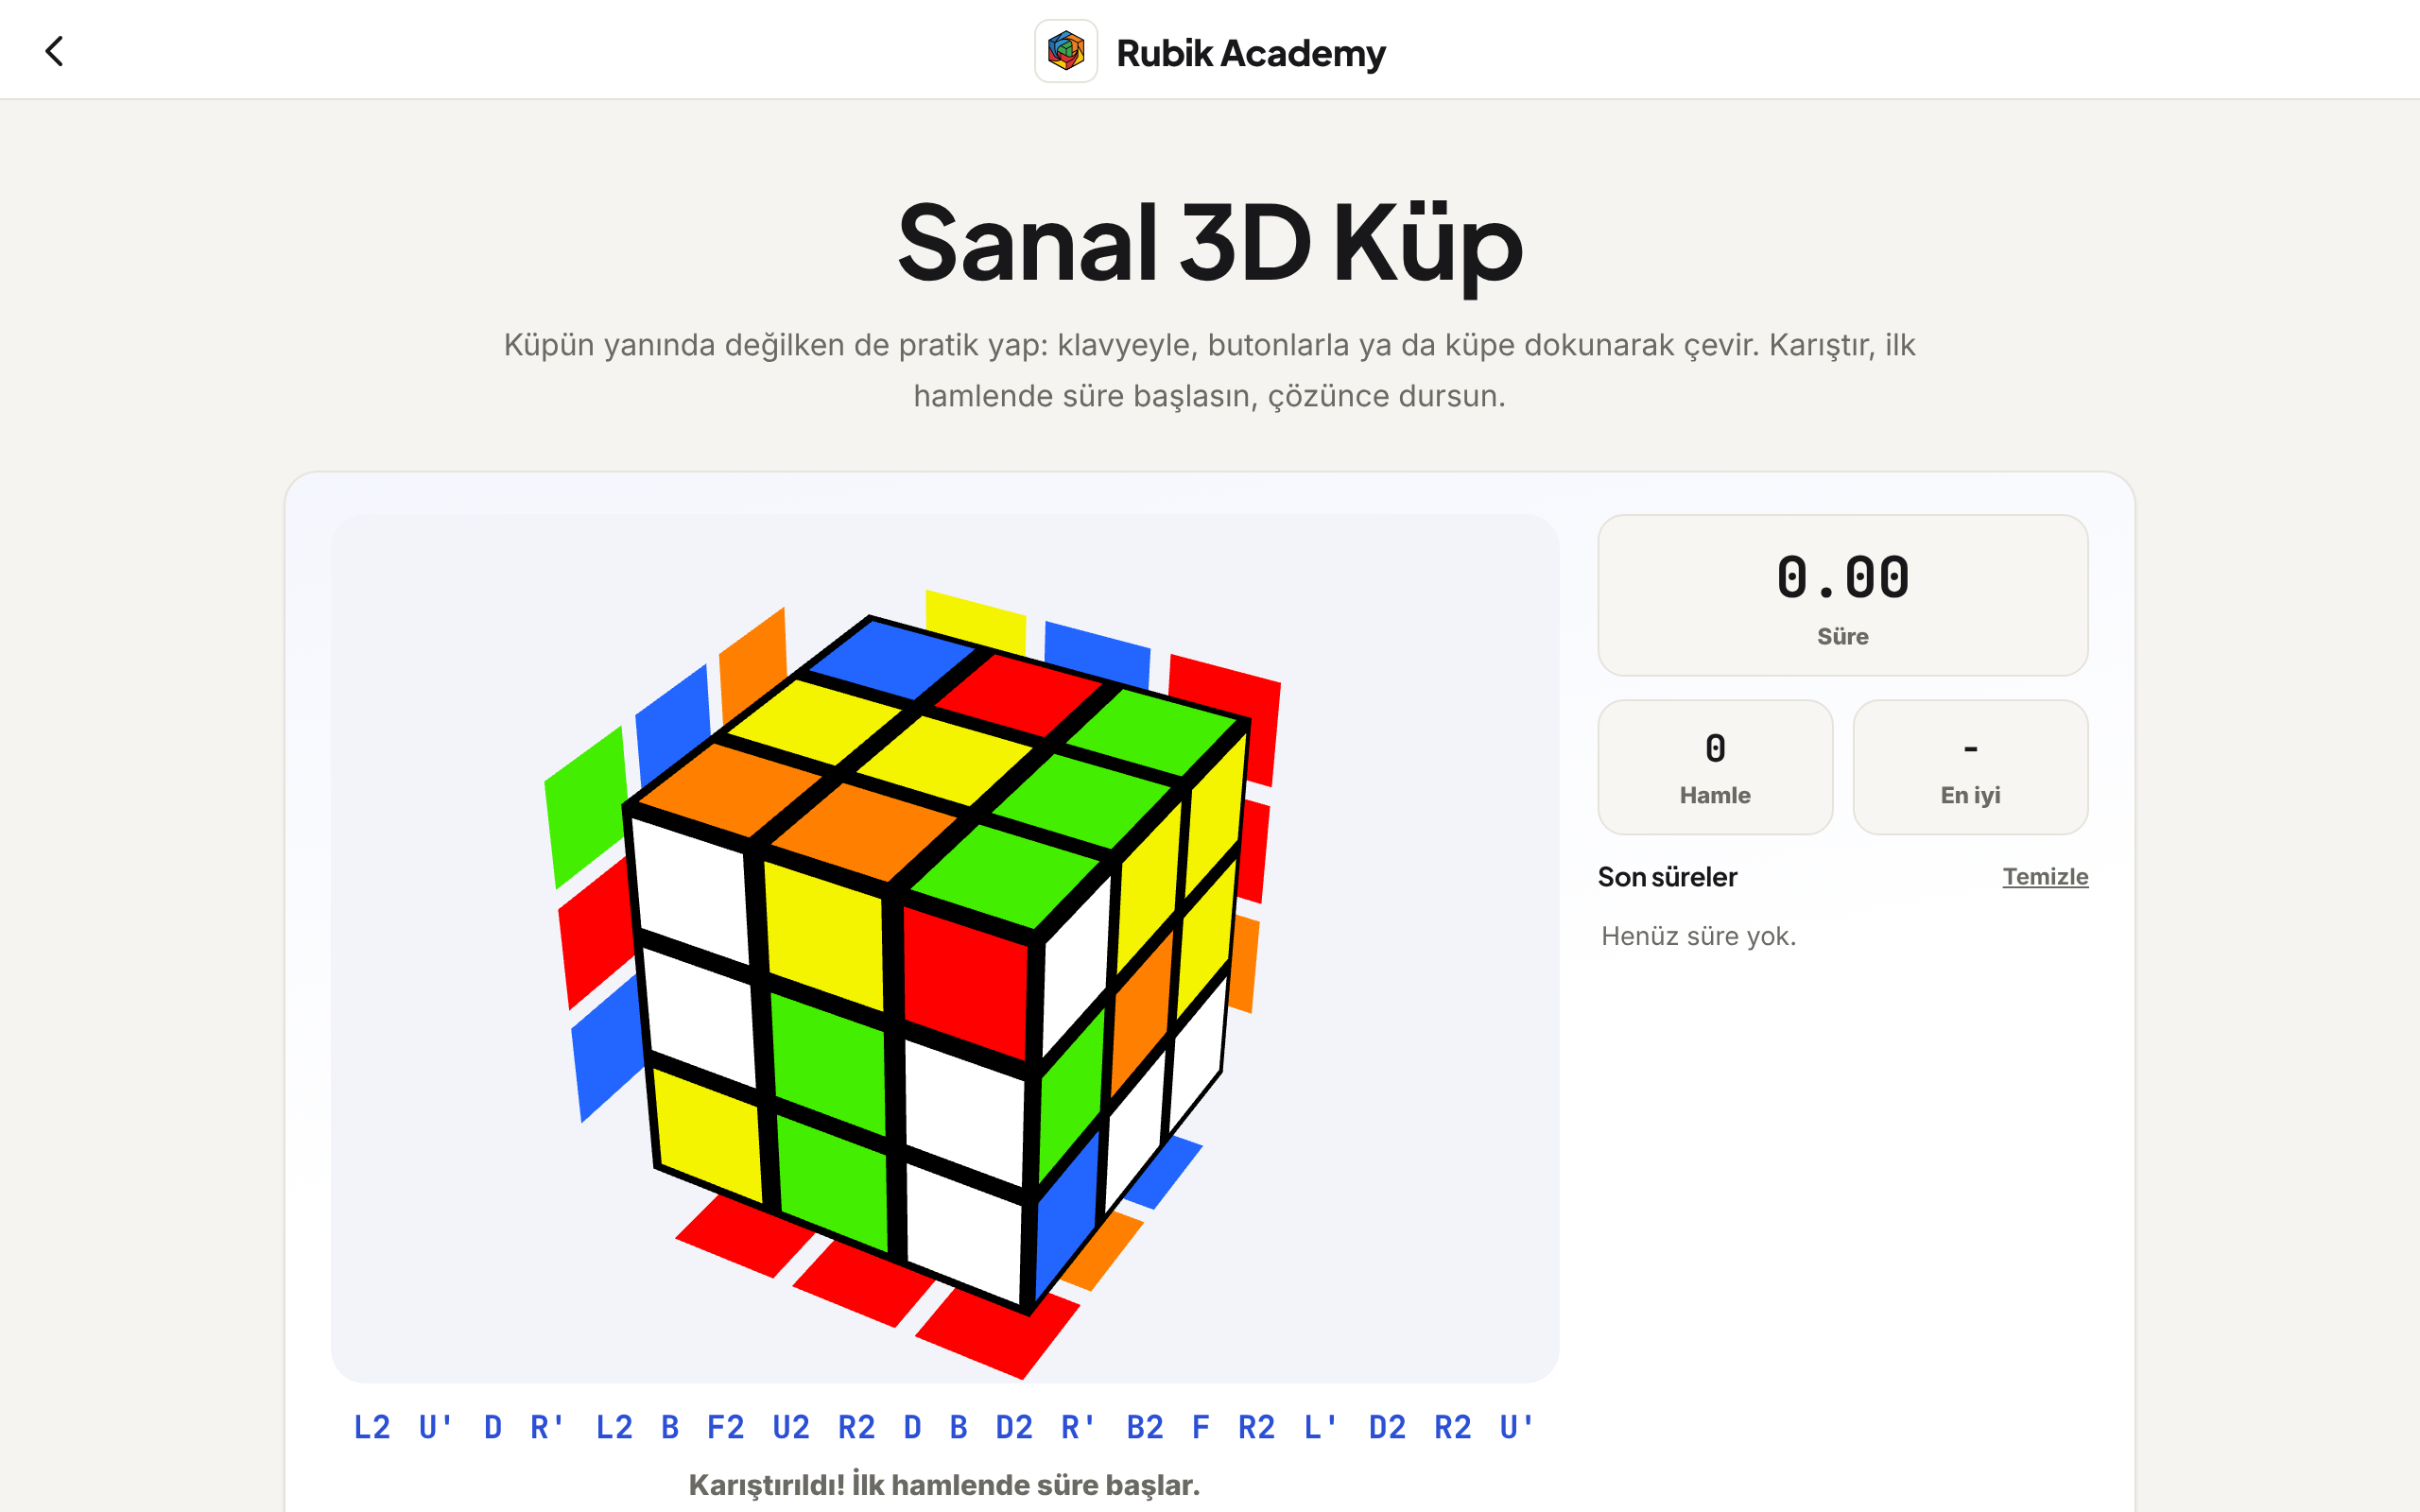 Rubik Academy
Sanal 3D Küp
Küpün yanında değilken de pratik yap: klavyeyle, butonlarla ya da küpe dokunarak çevir. Karıştır, ilk
hamlende süre başlasın, çözünce dursun.
0.00
Süre
0
Hamle
-
En iyi
Son süreler
Temizle
Henüz süre yok.
L2 U' D R' L2 B F2 U2 R2 D B D2 R' B2 F R2 L' D2 R2 U'
Karıştırıldı! İlk hamlende süre başlar.